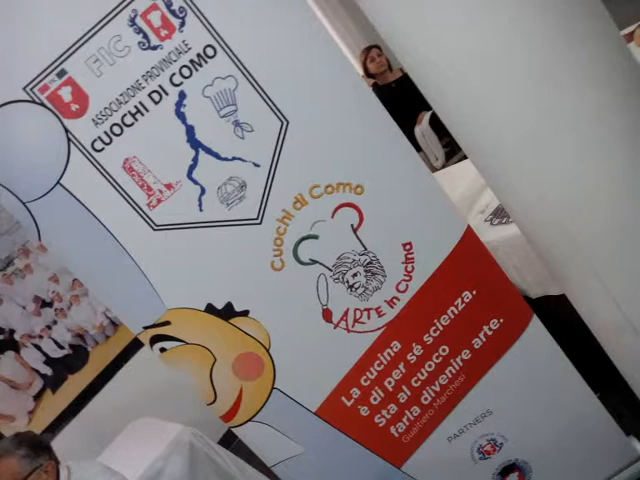 FIC
ASSOCIAZIONE PROVINCIALE
CUOCHI DI COMO
Cuochi di Como
ARTE in Cucina
La cucina
è di per sé scienza.
Sta al cuoco
farla divenire arte.
Gualtiero Marchesi
PARTNERS